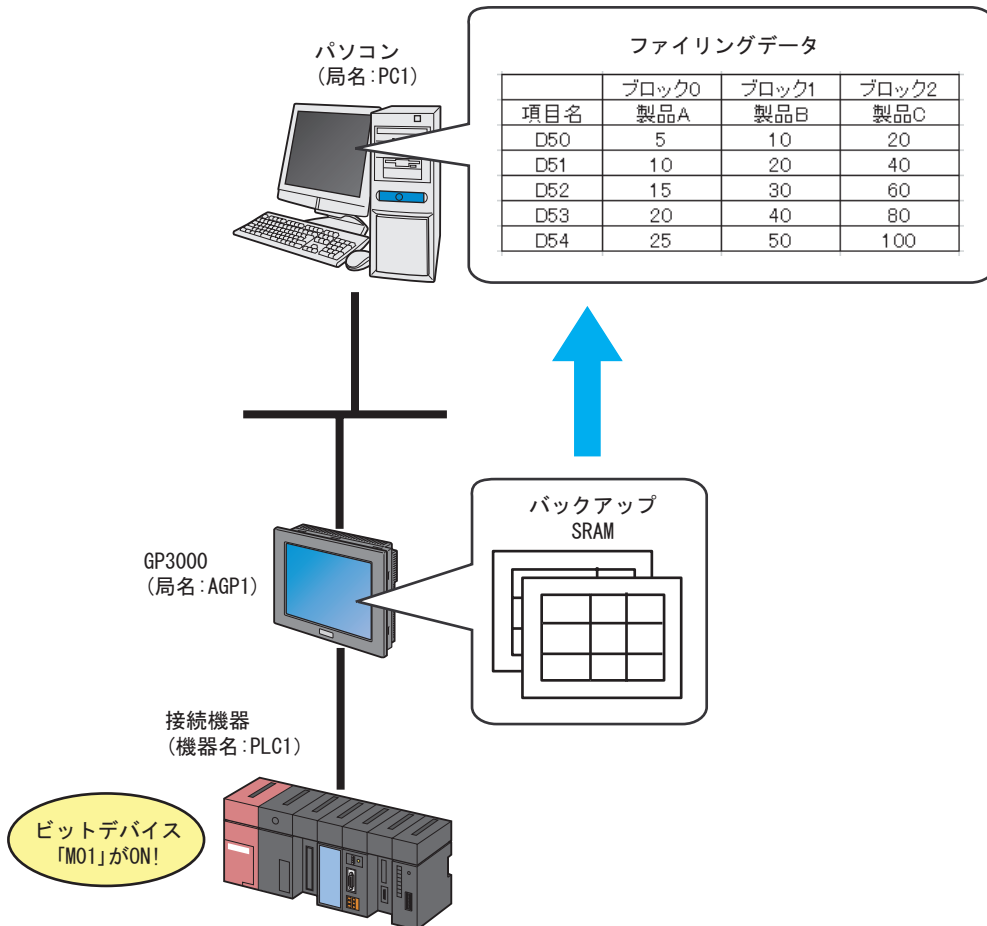 パソコン
(局名:PC1)
ファイリングデータ
ブロック0 ブロック1 ブロック2
項目名 製品A 製品B 製品C
D50 5 10 20
D51 10 20 40
D52 15 30 60
D53 20 40 80
D54 25 50 100
バックアップ
SRAM
GP3000
(局名:AGP1)
接続機器
(機器名:PLC1)
ビットデバイス
「M01」がON!